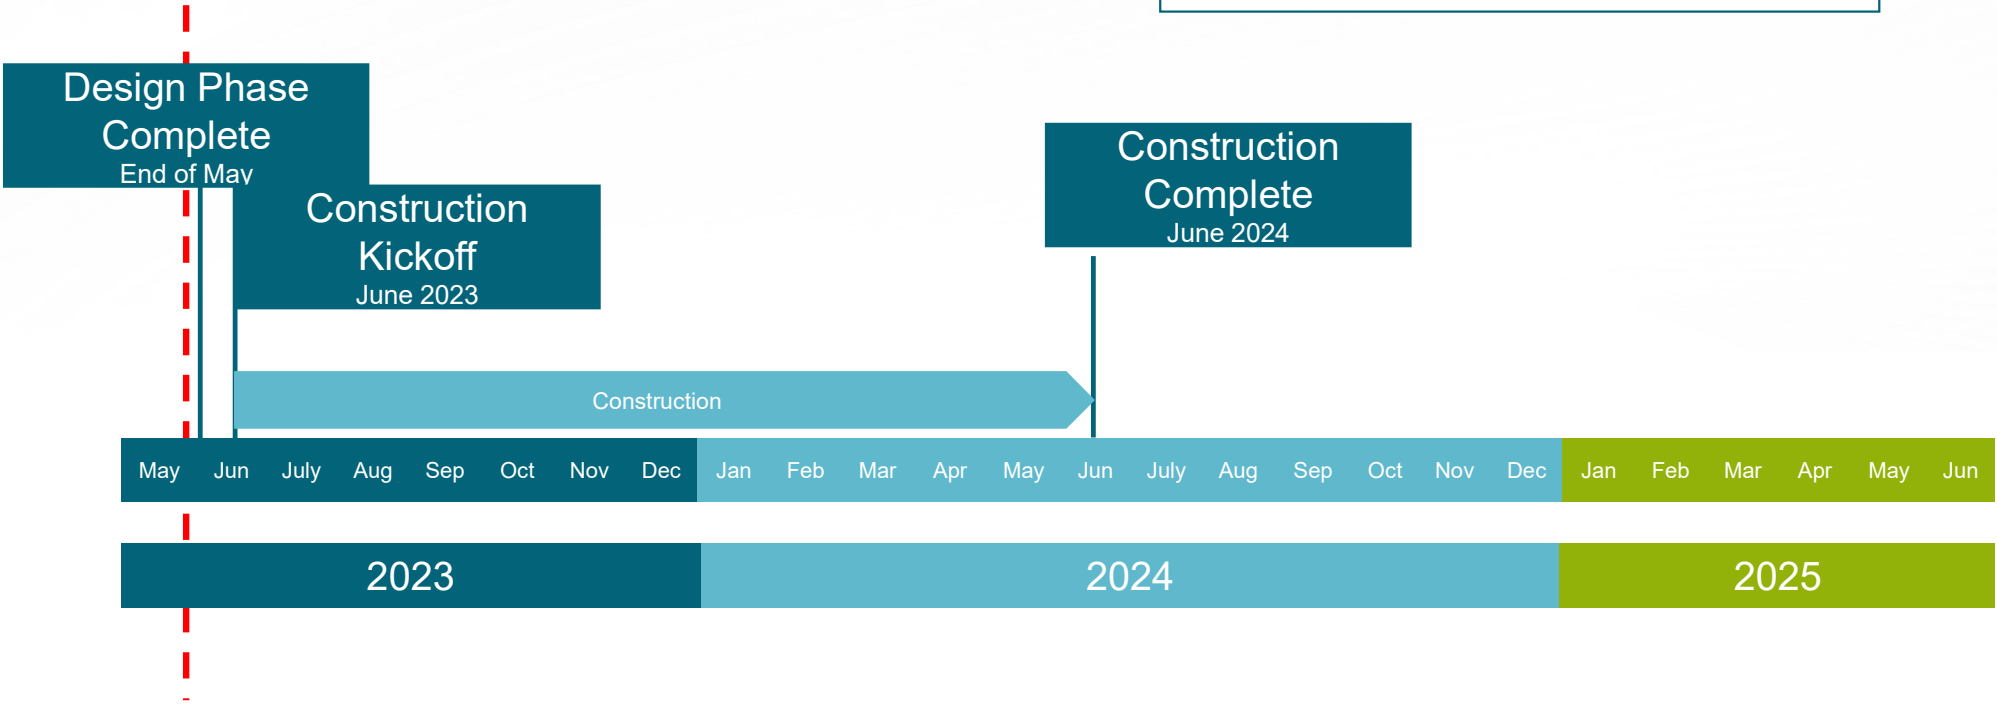 Design Phase
Complete
End of May
Construction
Kickoff
June 2023
Construction
Complete
June 2024
Construction
May Jun July Aug Sep Oct Nov Dec Jan Feb Mar Apr May Jun July Aug Sep Oct Nov Dec Jan Feb Mar Apr May Jun
2023 2024 2025